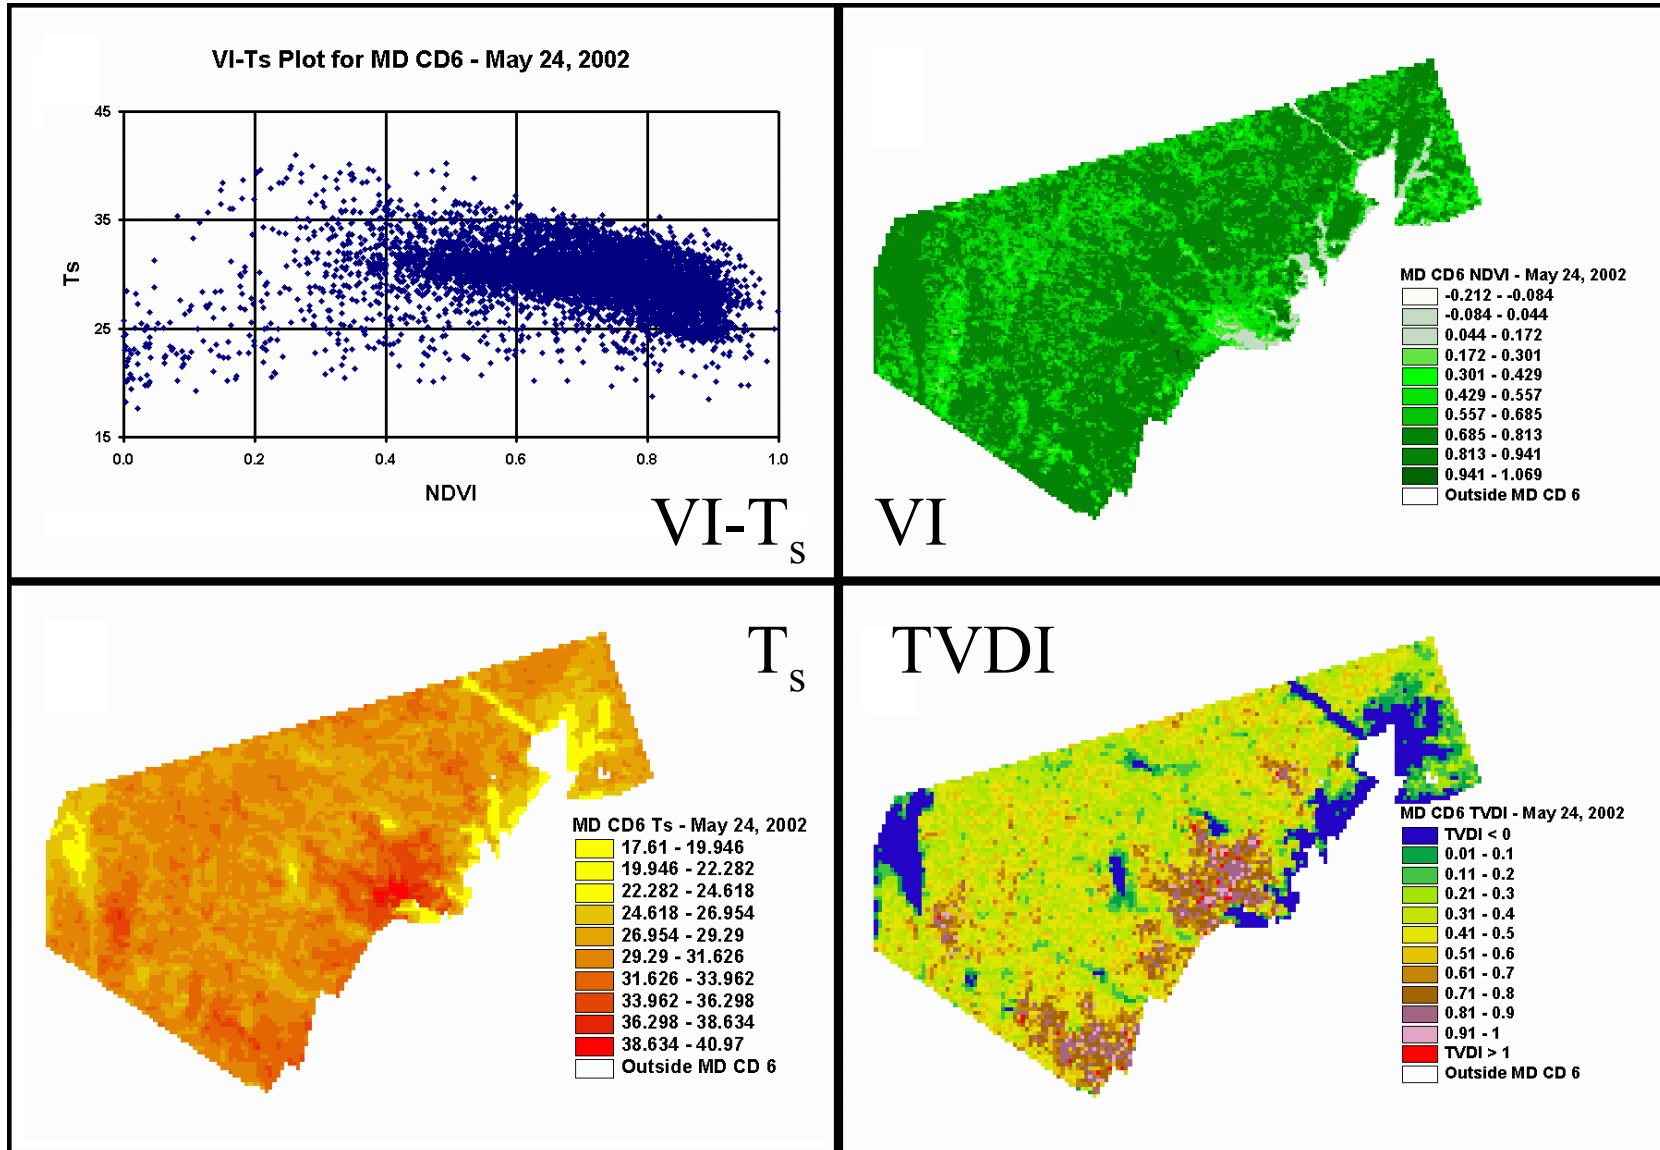 VI-Ts Plot for MD CD6 - May 24, 2002
45
35
25
15
Ts
0.0 0.2 0.4 0.6 0.8 1.0
NDVI
VI-Ts
MD CD6 NDVI - May 24, 2002
-0.212 - -0.084
-0.084 - 0.044
0.044 - 0.172
0.172 - 0.301
0.301 - 0.429
0.429 - 0.557
0.557 - 0.685
0.685 - 0.813
0.813 - 0.941
0.941 - 1.069
Outside MD CD 6
VI
Ts
MD CD6 Ts - May 24, 2002
17.61 - 19.946
19.946 - 22.282
22.282 - 24.618
24.618 - 26.954
26.954 - 29.29
29.29 - 31.626
31.626 - 33.962
33.962 - 36.298
36.298 - 38.634
38.634 - 40.97
Outside MD CD 6
TVDI
MD CD6 TVDI - May 24, 2002
TVDI < 0
0.01 - 0.1
0.11 - 0.2
0.21 - 0.3
0.31 - 0.4
0.41 - 0.5
0.51 - 0.6
0.61 - 0.7
0.71 - 0.8
0.81 - 0.9
0.91 - 1
TVDI > 1
Outside MD CD 6